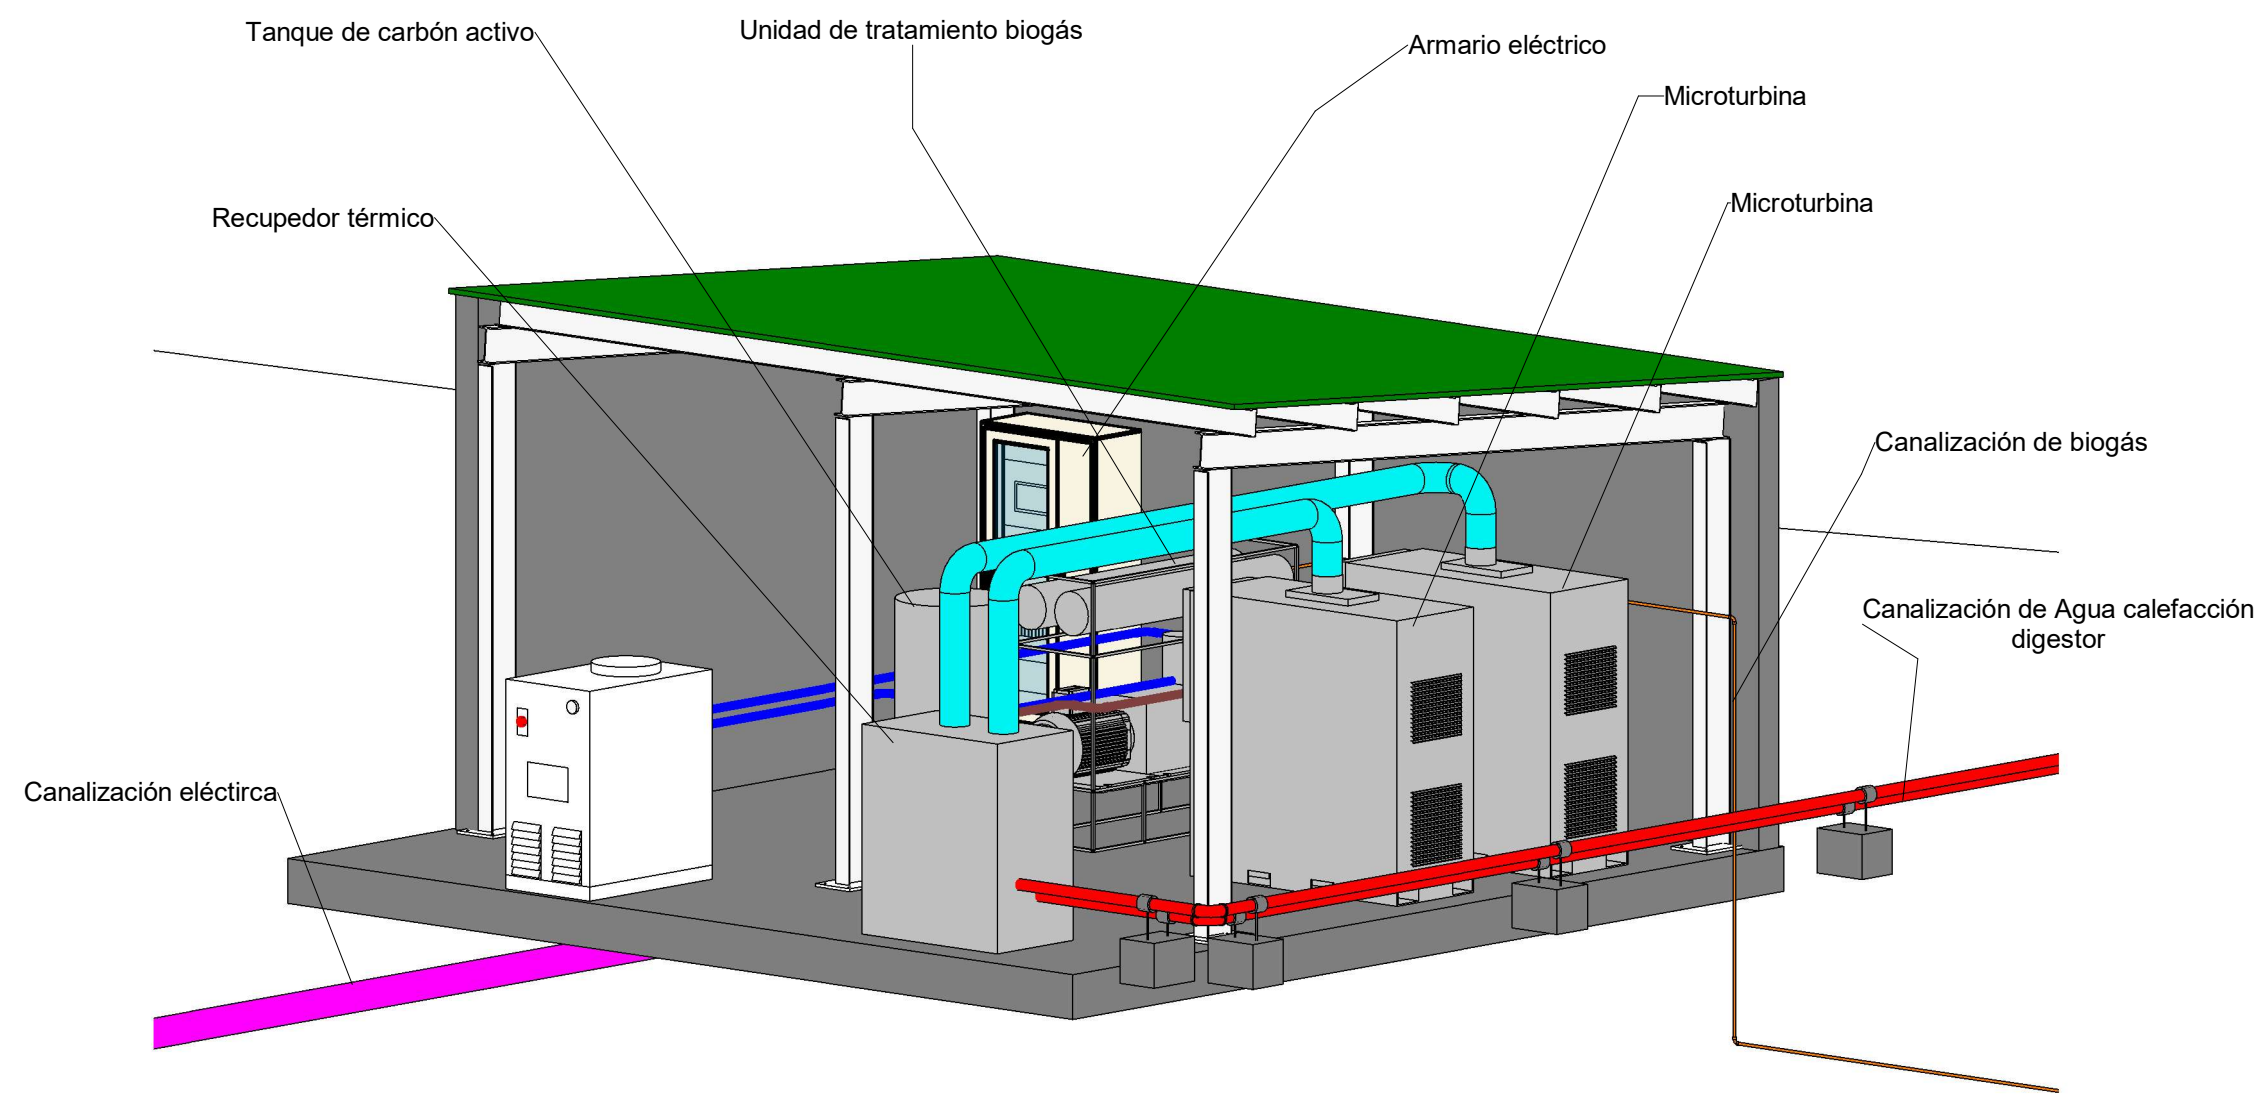 Tanque de carbón activo
Unidad de tratamiento biogás
Armario eléctrico
Microturbina
Recupedor térmico
Microturbina
Canalización de biogás
Canalización de Agua calefacción
digestor
Canalización eléctirca